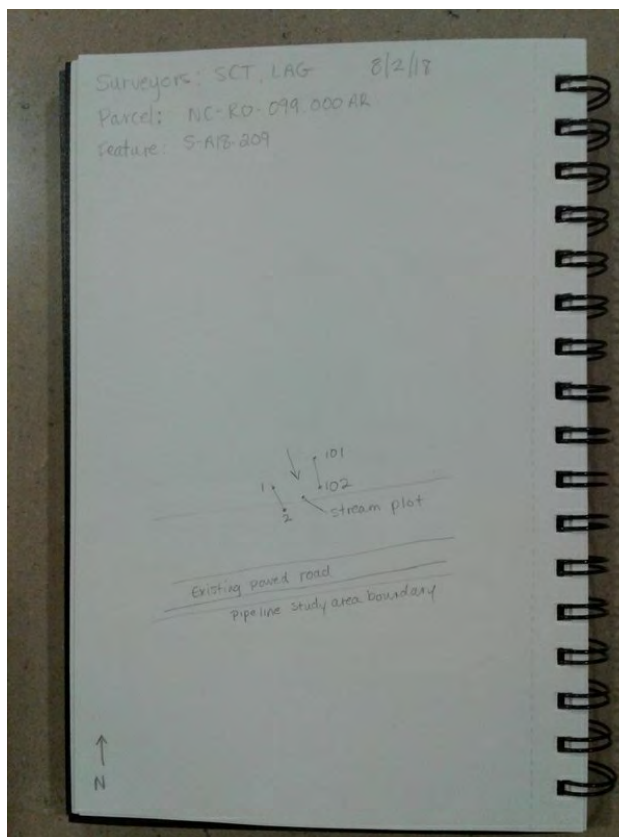 Surveyors: SCT, LAG 8/2/18
Parcel: NC-RO-099.000AR
Feature: S-A18-209
101
1
102
2
stream plot
Existing paved road
pipeline study area boundary
N